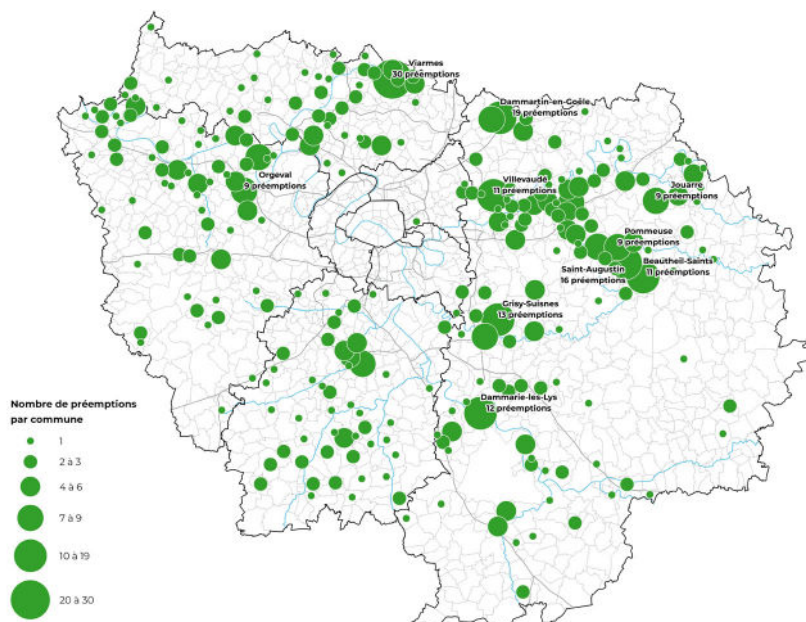 Viarmes
30 préemptions
Dammartin-en-Goële
19 préemptions
Villevaudé
11 préemptions
Jouarre
9 préemptions
Orgeval
9 préemptions
Pommeuse
9 préemptions
Beautheil-Saints
11 préemptions
Saint-Augustin
16 préemptions
Grisy-Suisnes
13 préemptions
Dammarie-les-Lys
12 préemptions
Nombre de préemptions
par commune
1
2 à 3
4 à 6
7 à 9
10 à 19
20 à 30